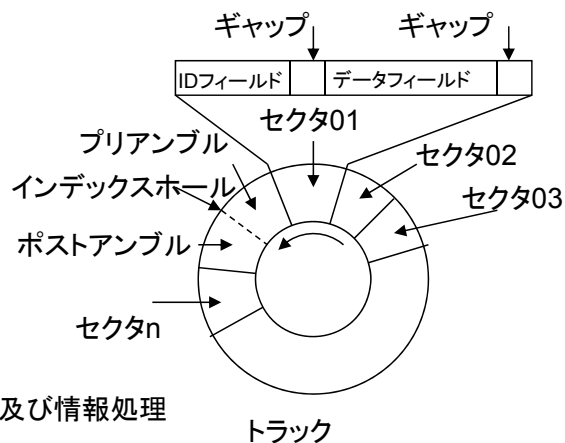 ギャップ
ギャップ
IDフィールド
データフィールド
セクタ01
プリアンブル
セクタ02
インデックスホール
セクタ03
ポストアンブル
セクタn
及び情報処理
トラック